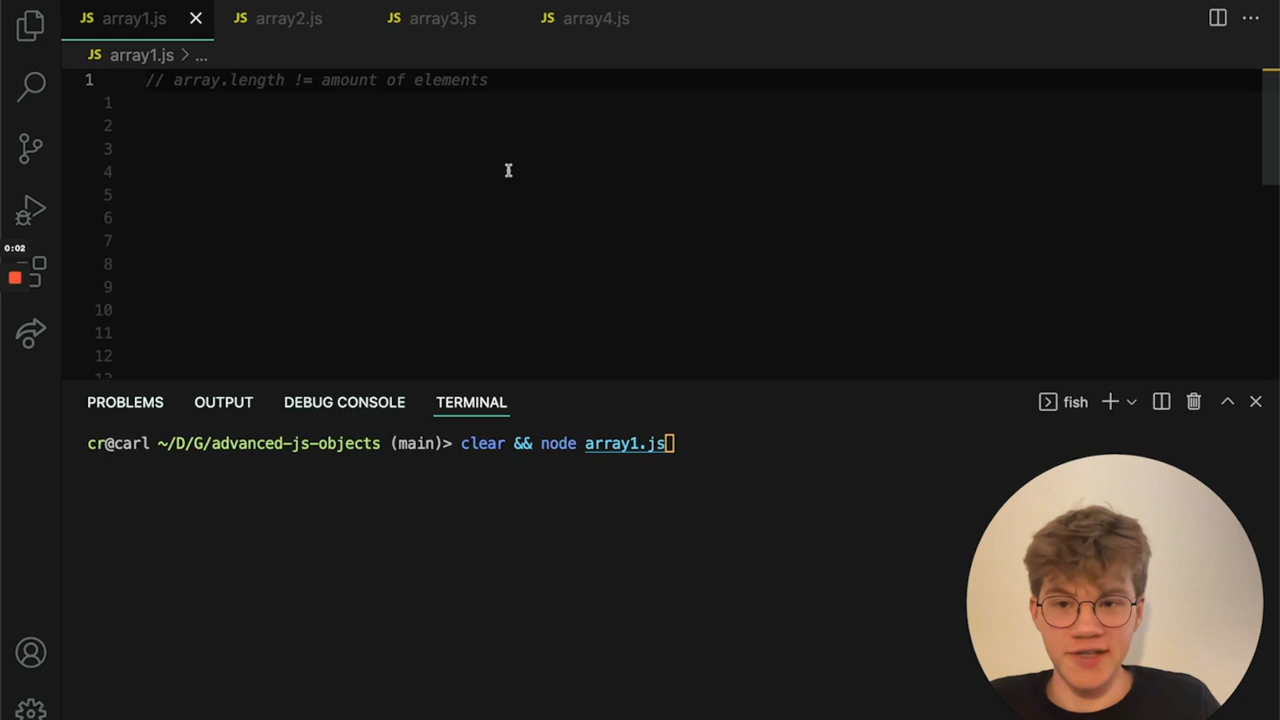 JS array1.js
JS array2.js
JS array3.js
JS array4.js
JS array1.js > ...
1 // array.length != amount of elements
1
2
3
4
5
6
7
8
9
10
11
12
0:02
PROBLEMS OUTPUT DEBUG CONSOLE TERMINAL fish
cr@carl ~/D/G/advanced-js-objects (main)> clear && node array1.js